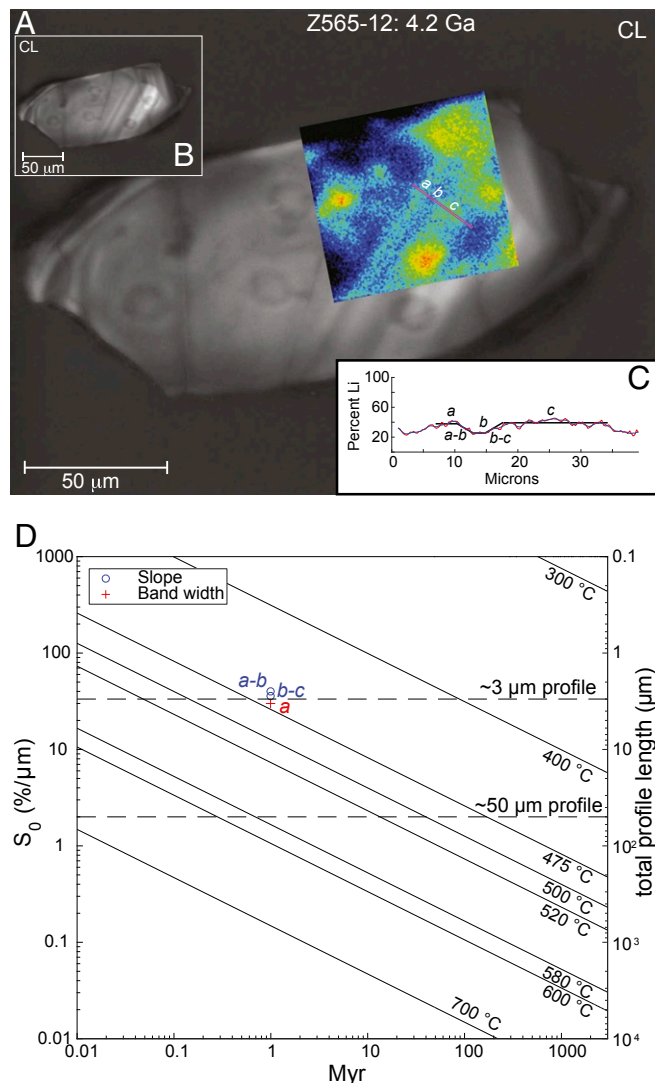 A
CL
Z565-12: 4.2 Ga
CL
B
50 µm
a
b
c
50 µm
C
Percent Li
100
60
20
a
b
c
a-b
b-c
0
10
20
30
Microns
D
Slope
Band width
S0 (%/µm)
1000
100
10
1
0.1
0.01
0.01
0.1
1
10
100
1000
Myr
total profile length (µm)
0.1
1
10
10²
10³
10⁴
a-b
b-c
a
~3 µm profile
~50 µm profile
300 °C
400 °C
475 °C
500 °C
520 °C
580 °C
600 °C
700 °C